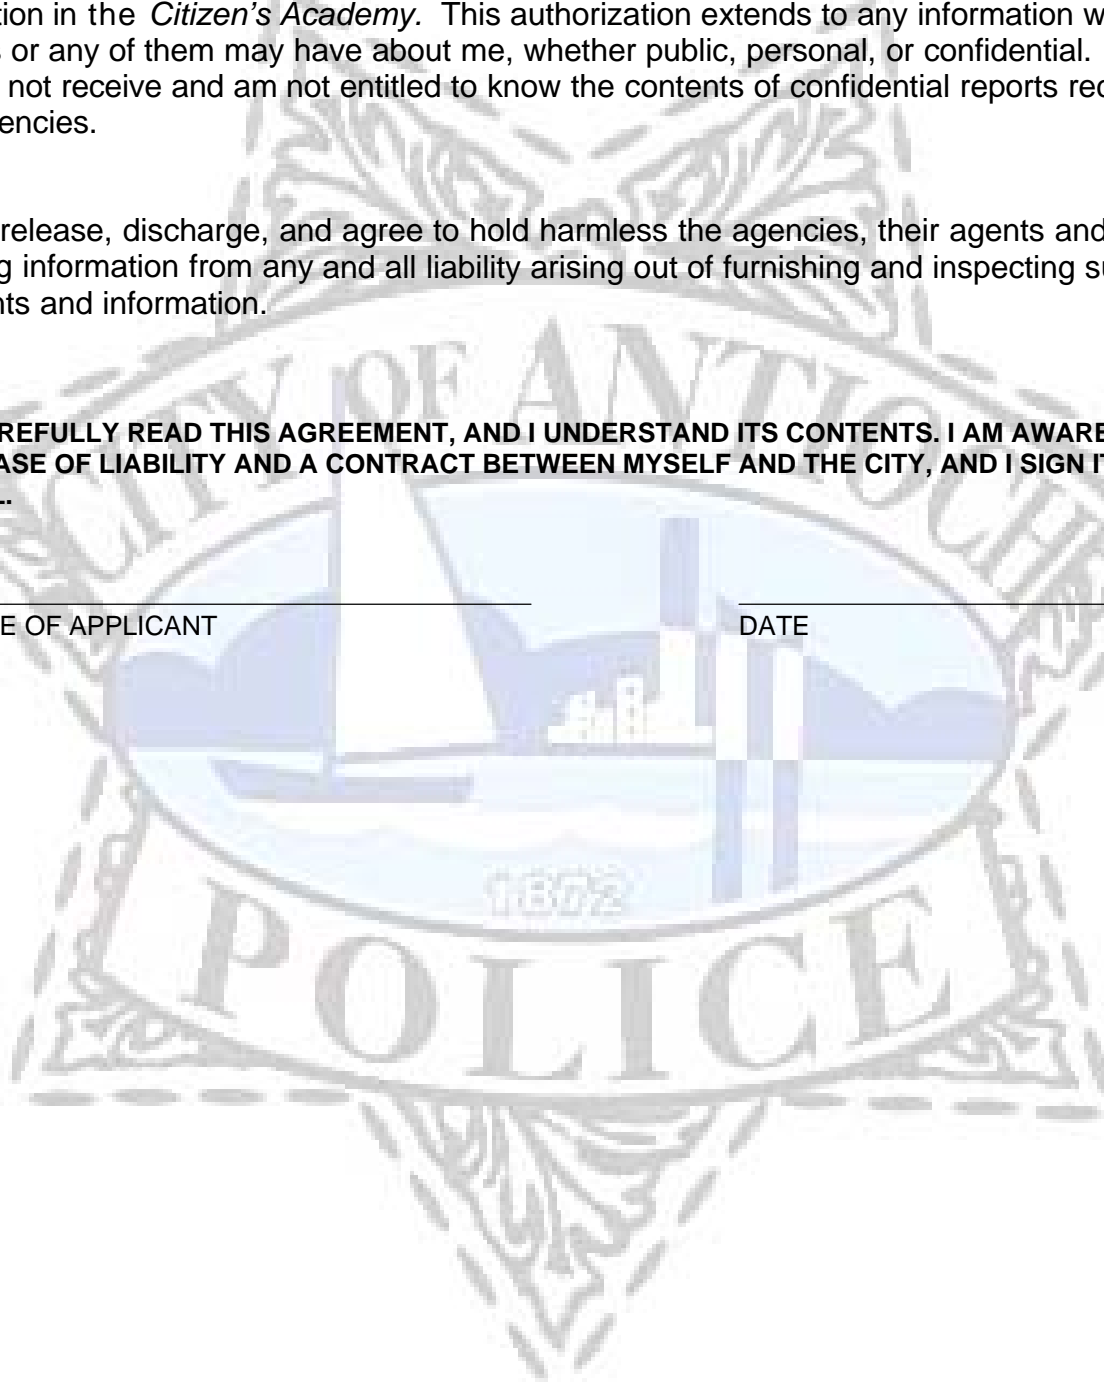 tion in the Citizen's Academy. This authorization extends to any information w
s or any of them may have about me, whether public, personal, or confidential.
not receive and am not entitled to know the contents of confidential reports rec
encies.
release, discharge, and agree to hold harmless the agencies, their agents and
g information from any and all liability arising out of furnishing and inspecting su
nts and information.
CITY OF ANTIOCH
REFULLY READ THIS AGREEMENT, AND I UNDERSTAND ITS CONTENTS. I AM AWARE
ASE OF LIABILITY AND A CONTRACT BETWEEN MYSELF AND THE CITY, AND I SIGN IT
L.
E OF APPLICANT DATE
1872
POLICE